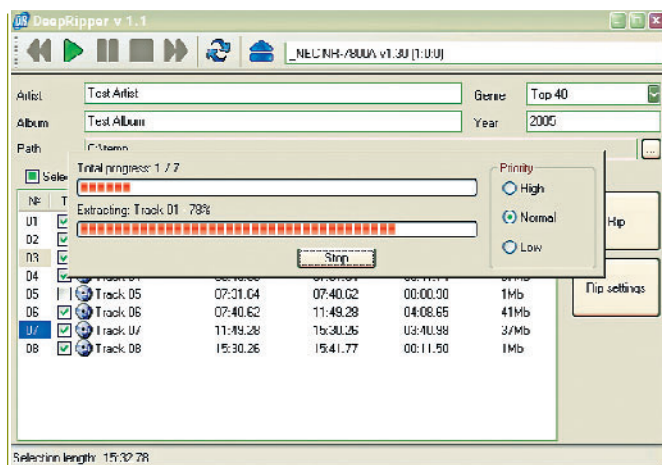 DeepRipper v 1.1
_NEC NR-7800A v1.30 [1:0:0]
Artist Test Artist Genre Top 40
Album Test Album Year 2005
Path C:\temp ...
Total progress: 1 / 7
Extracting: Track 01 - 78%
Stop
Priority
High
Normal
Low
Selec
Nº T
01
02
03
04
05 Track 05 07:31.64 07:40.62 00:00.90 1Mb
06 Track 06 07:40.62 11:49.28 04:08.65 41Mb
07 Track 07 11:49.28 15:30.26 03:40.98 37Mb
08 Track 08 15:30.26 15:41.77 00:11.50 1Mb
Rip
Rip settings
Selection length: 15:32.78